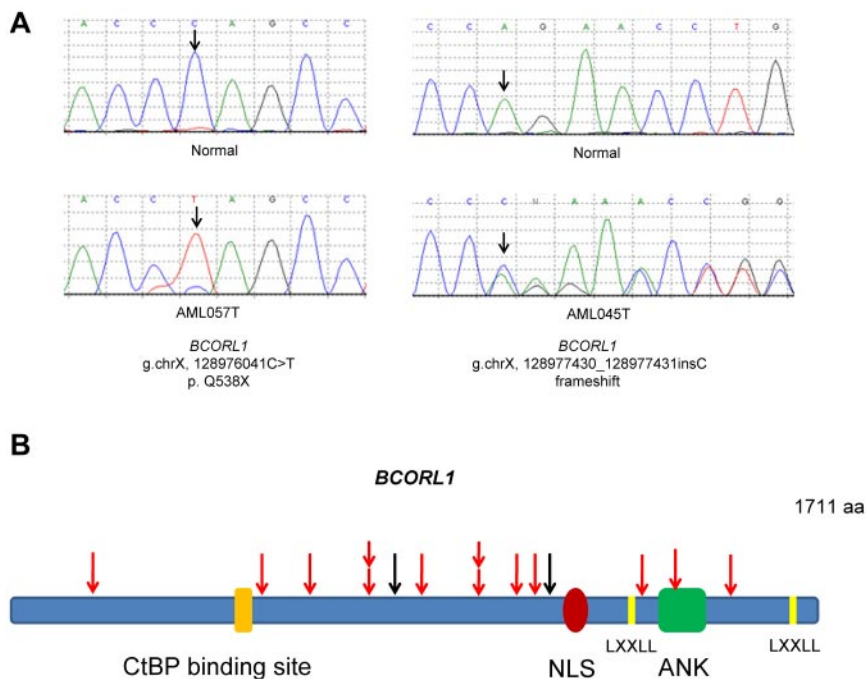 A
A C C C A G C C
Normal
C C A G A A C C T G
Normal
A C C T A G C C
AML057T
BCORL1
g.chrX, 128976041C>T
p. Q538X
C C C N A A A C C G G
AML045T
BCORL1
g.chrX, 128977430_128977431insC
frameshift
B
BCORL1
1711 aa
CtBP binding site
NLS
LXXLL
ANK
LXXLL